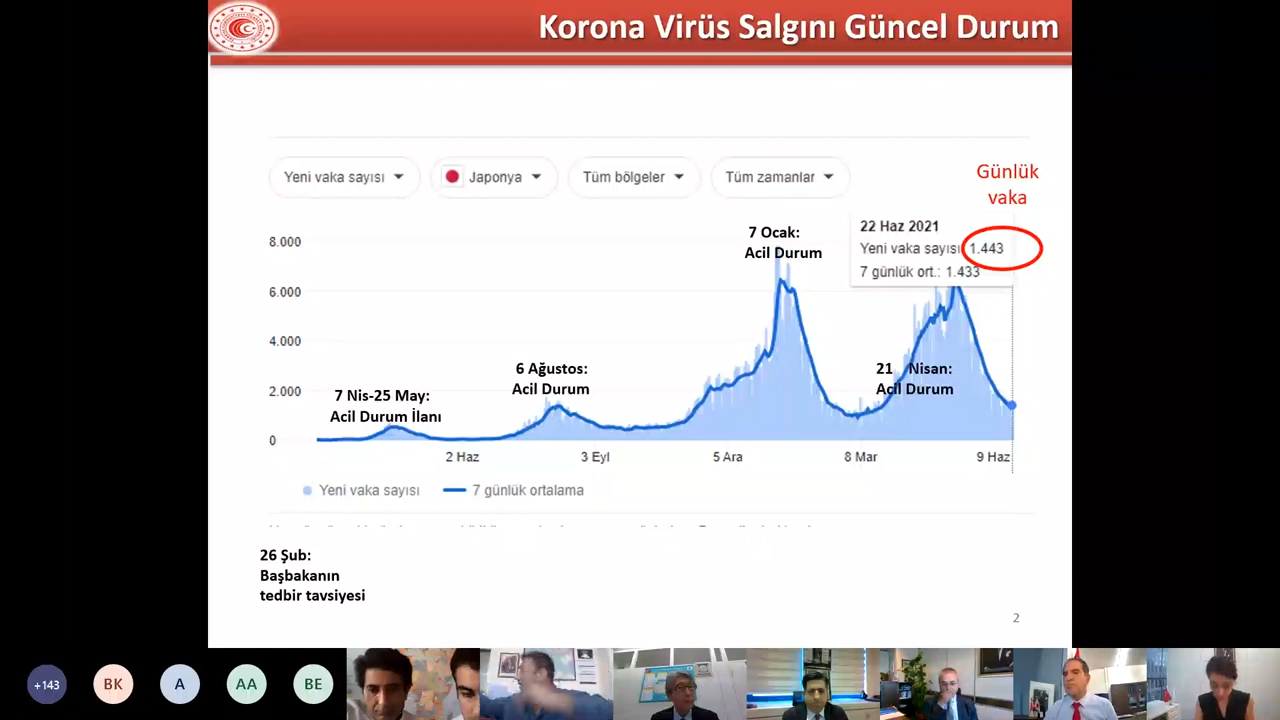 Korona Virüs Salgını Güncel Durum
Yeni vaka sayısı
Japonya
Tüm bölgeler
Tüm zamanlar
Günlük
vaka
22 Haz 2021
Yeni vaka sayısı 1.443
7 günlük ort.: 1.433
7 Ocak:
Acil Durum
8.000
6.000
4.000
2.000
0
6 Ağustos:
Acil Durum
21 Nisan:
Acil Durum
7 Nis-25 May:
Acil Durum İlanı
2 Haz
3 Eyl
5 Ara
8 Mar
9 Haz
Yeni vaka sayısı
7 günlük ortalama
26 Şub:
Başbakanın
tedbir tavsiyesi
2
+143
BK
A
AA
BE